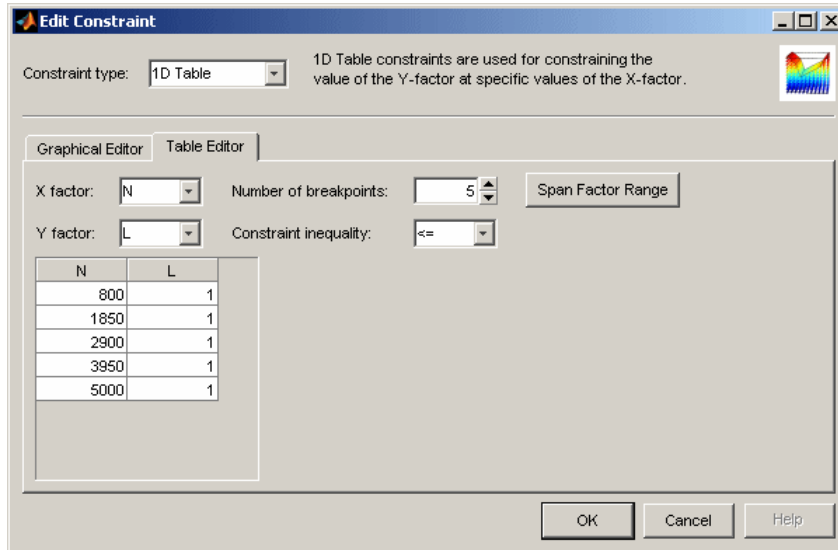 Edit Constraint
Constraint type: 1D Table
1D Table constraints are used for constraining the
value of the Y-factor at specific values of the X-factor.
Graphical Editor Table Editor
X factor: N Number of breakpoints: 5 Span Factor Range
Y factor: L Constraint inequality: <=
N L
800 1
1850 1
2900 1
3950 1
5000 1
OK Cancel Help